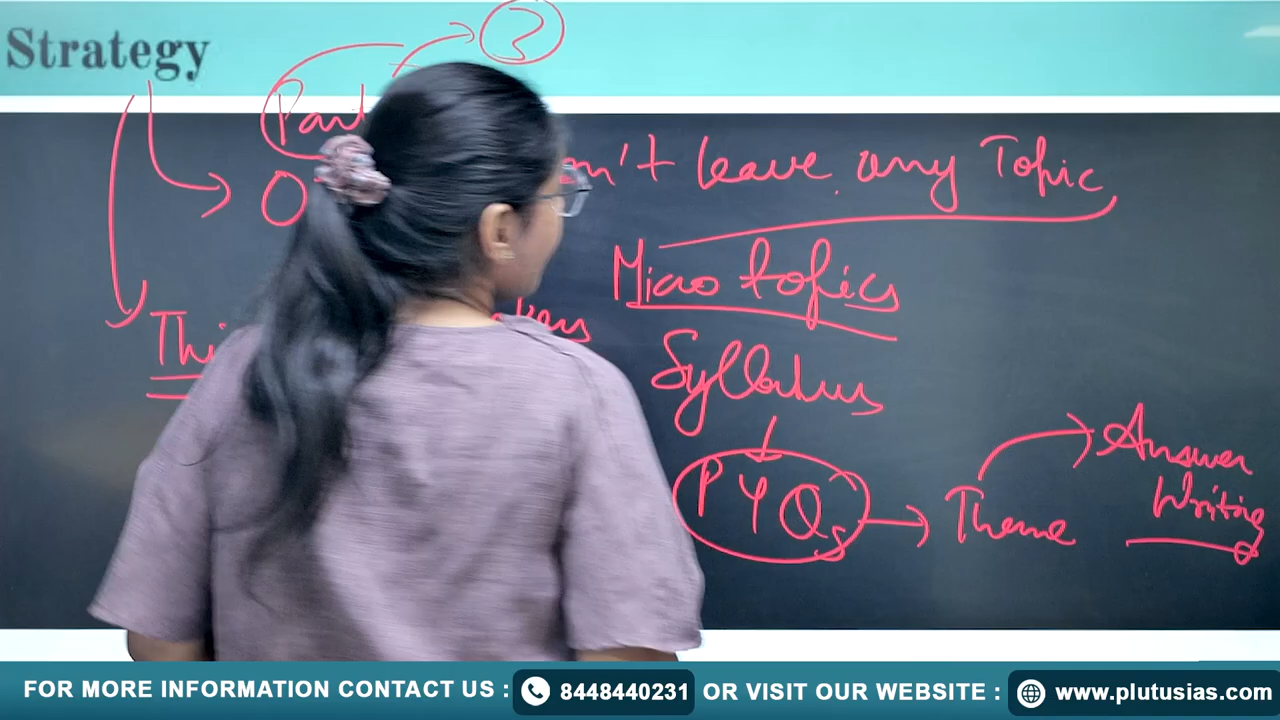 Strategy
3
Part
n't leave any Topic
Micro topics
Thi
Syllabus
PYQs
Theme
Answer
Writing
FOR MORE INFORMATION CONTACT US : 8448440231 OR VISIT OUR WEBSITE : www.plutusias.com